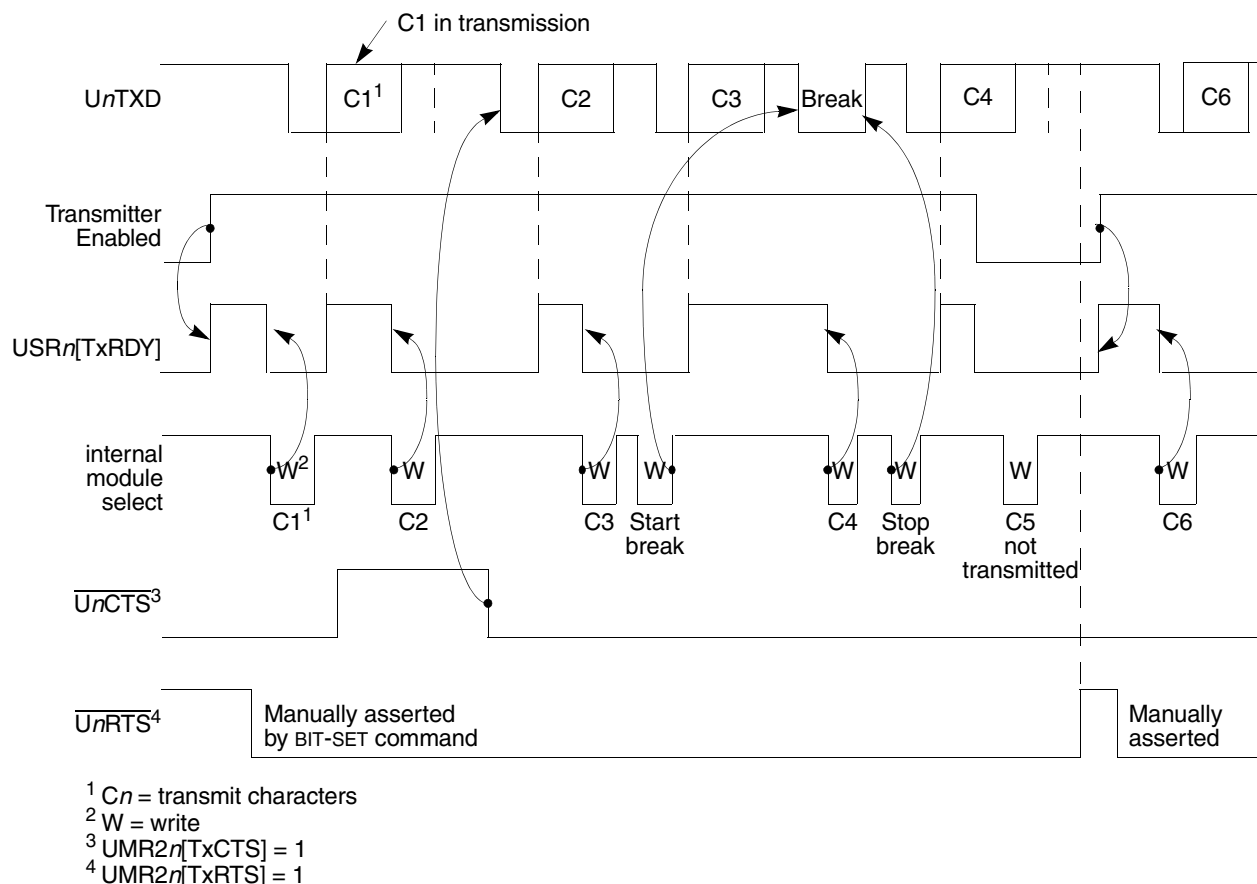 C1 in transmission
UnTXD
C1¹
C2
C3
Break
C4
C6
Transmitter
Enabled
USRn[TxRDY]
internal
module
select
W²
W
W
W
W
W
W
W
C1¹
C2
C3
Start
break
C4
Stop
break
C5
not
transmitted
C6
UnCTS³
UnRTS⁴
Manually asserted
by BIT-SET command
Manually
asserted
¹ Cn = transmit characters
² W = write
³ UMR2n[TxCTS] = 1
⁴ UMR2n[TxRTS] = 1